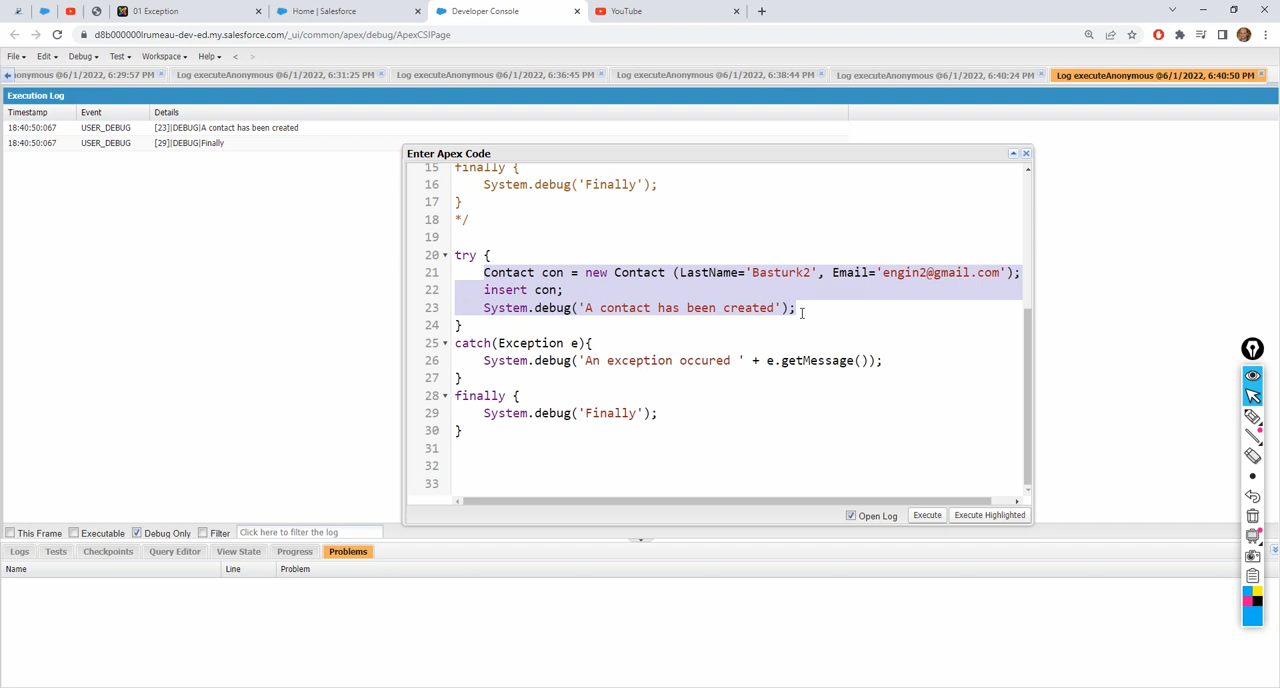 01 Exception
Home | Salesforce
Developer Console
YouTube
d8b000000lrumeau-dev-ed.my.salesforce.com/_ui/common/apex/debug/ApexCSIPage
File Edit Debug Test Workspace Help < >
onymous @6/1/2022, 6:29:57 PM
Log executeAnonymous @6/1/2022, 6:31:25 PM
Log executeAnonymous @6/1/2022, 6:36:45 PM
Log executeAnonymous @6/1/2022, 6:38:44 PM
Log executeAnonymous @6/1/2022, 6:40:24 PM
Log executeAnonymous @6/1/2022, 6:40:50 PM
Execution Log
Timestamp Event Details
18:40:50:067 USER_DEBUG [23]|DEBUG|A contact has been created
18:40:50:067 USER_DEBUG [29]|DEBUG|Finally
Enter Apex Code
15 finally {
16 System.debug('Finally');
17 }
18 */
19
20 try {
21 Contact con = new Contact (LastName='Basturk2', Email='engin2@gmail.com');
22 insert con;
23 System.debug('A contact has been created');
24 }
25 catch(Exception e){
26 System.debug('An exception occured ' + e.getMessage());
27 }
28 finally {
29 System.debug('Finally');
30 }
31
32
33
Open Log Execute Execute Highlighted
This Frame Executable Debug Only Filter Click here to filter the log
Logs Tests Checkpoints Query Editor View State Progress Problems
Name Line Problem